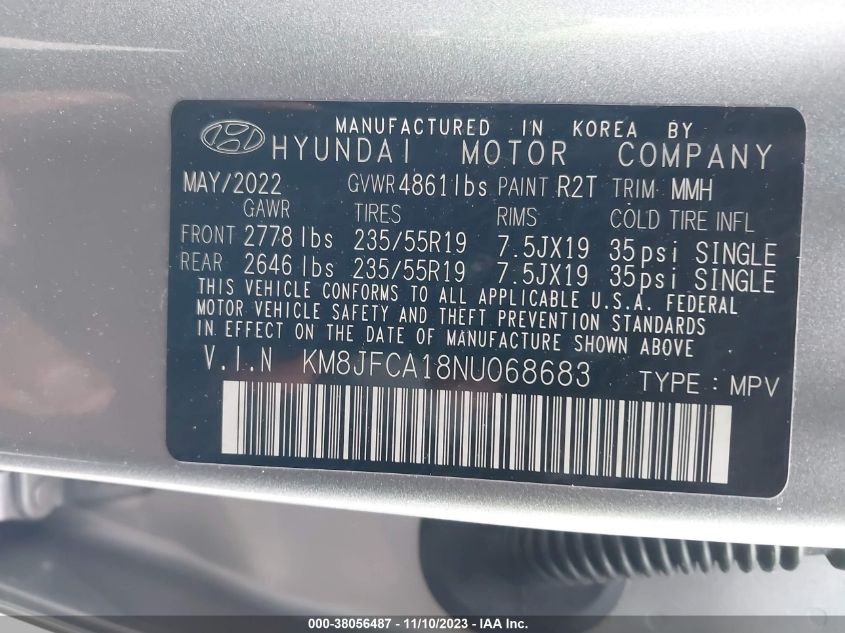 MANUFACTURED IN KOREA BY
HYUNDAI MOTOR COMPANY
MAY/2022 GVWR 4861lbs PAINT R2T TRIM MMH
GAWR TIRES RIMS COLD TIRE INFL
FRONT 2778 lbs 235/55R19 7.5JX19 35psi SINGLE
REAR 2646 lbs 235/55R19 7.5JX19 35psi SINGLE
THIS VEHICLE CONFORMS TO ALL APPLICABLE U.S.A. FEDERAL
MOTOR VEHICLE SAFETY AND THEFT PREVENTION STANDARDS
IN EFFECT ON THE DATE OF MANUFACTURE SHOWN ABOVE.
V.I.N KM8JFCA18NU068683 TYPE : MPV
000-38056487 - 11/10/2023 - IAA Inc.